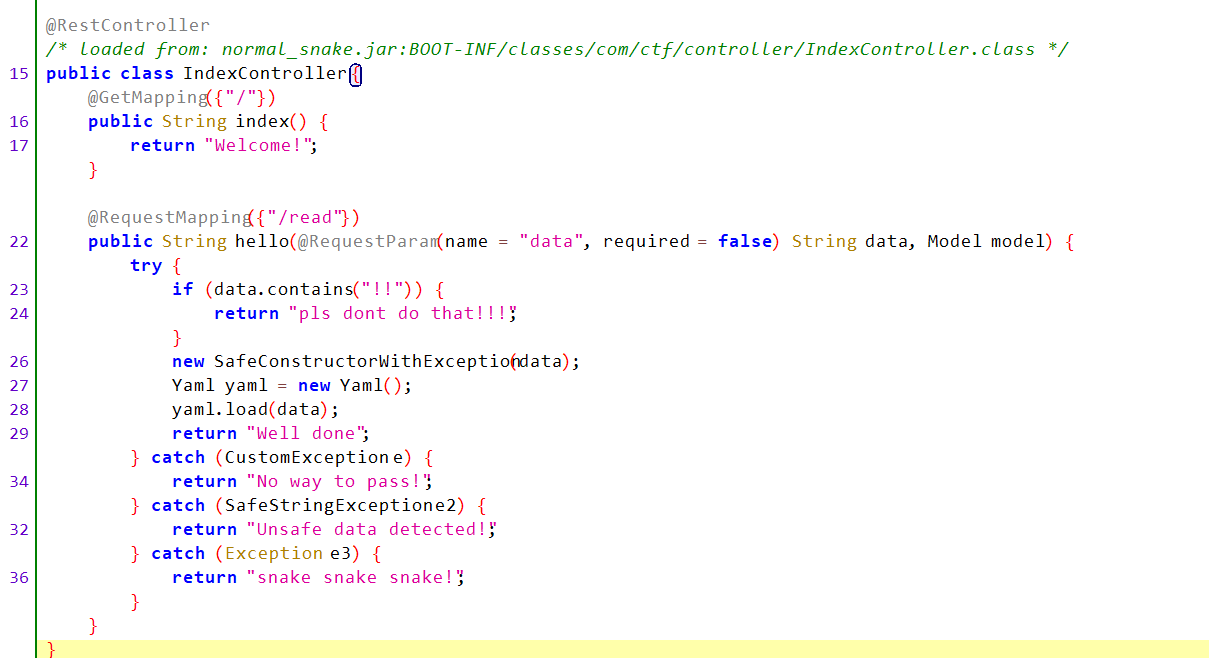 @RestController
/* loaded from: normal_snake.jar:BOOT-INF/classes/com/ctf/controller/IndexController.class */
15 public class IndexController{
@GetMapping({"/"})
16 public String index() {
17 return "Welcome!";
}
@RequestMapping({"/read"})
22 public String hello(@RequestParam(name = "data", required = false) String data, Model model) {
try {
23 if (data.contains("!!")) {
24 return "pls dont do that!!!";
}
26 new SafeConstructorWithException(data);
27 Yaml yaml = new Yaml();
28 yaml.load(data);
29 return "Well done";
} catch (CustomException e) {
34 return "No way to pass!";
} catch (SafeStringException e2) {
32 return "Unsafe data detected!";
} catch (Exception e3) {
36 return "snake snake snake!";
}
}
}